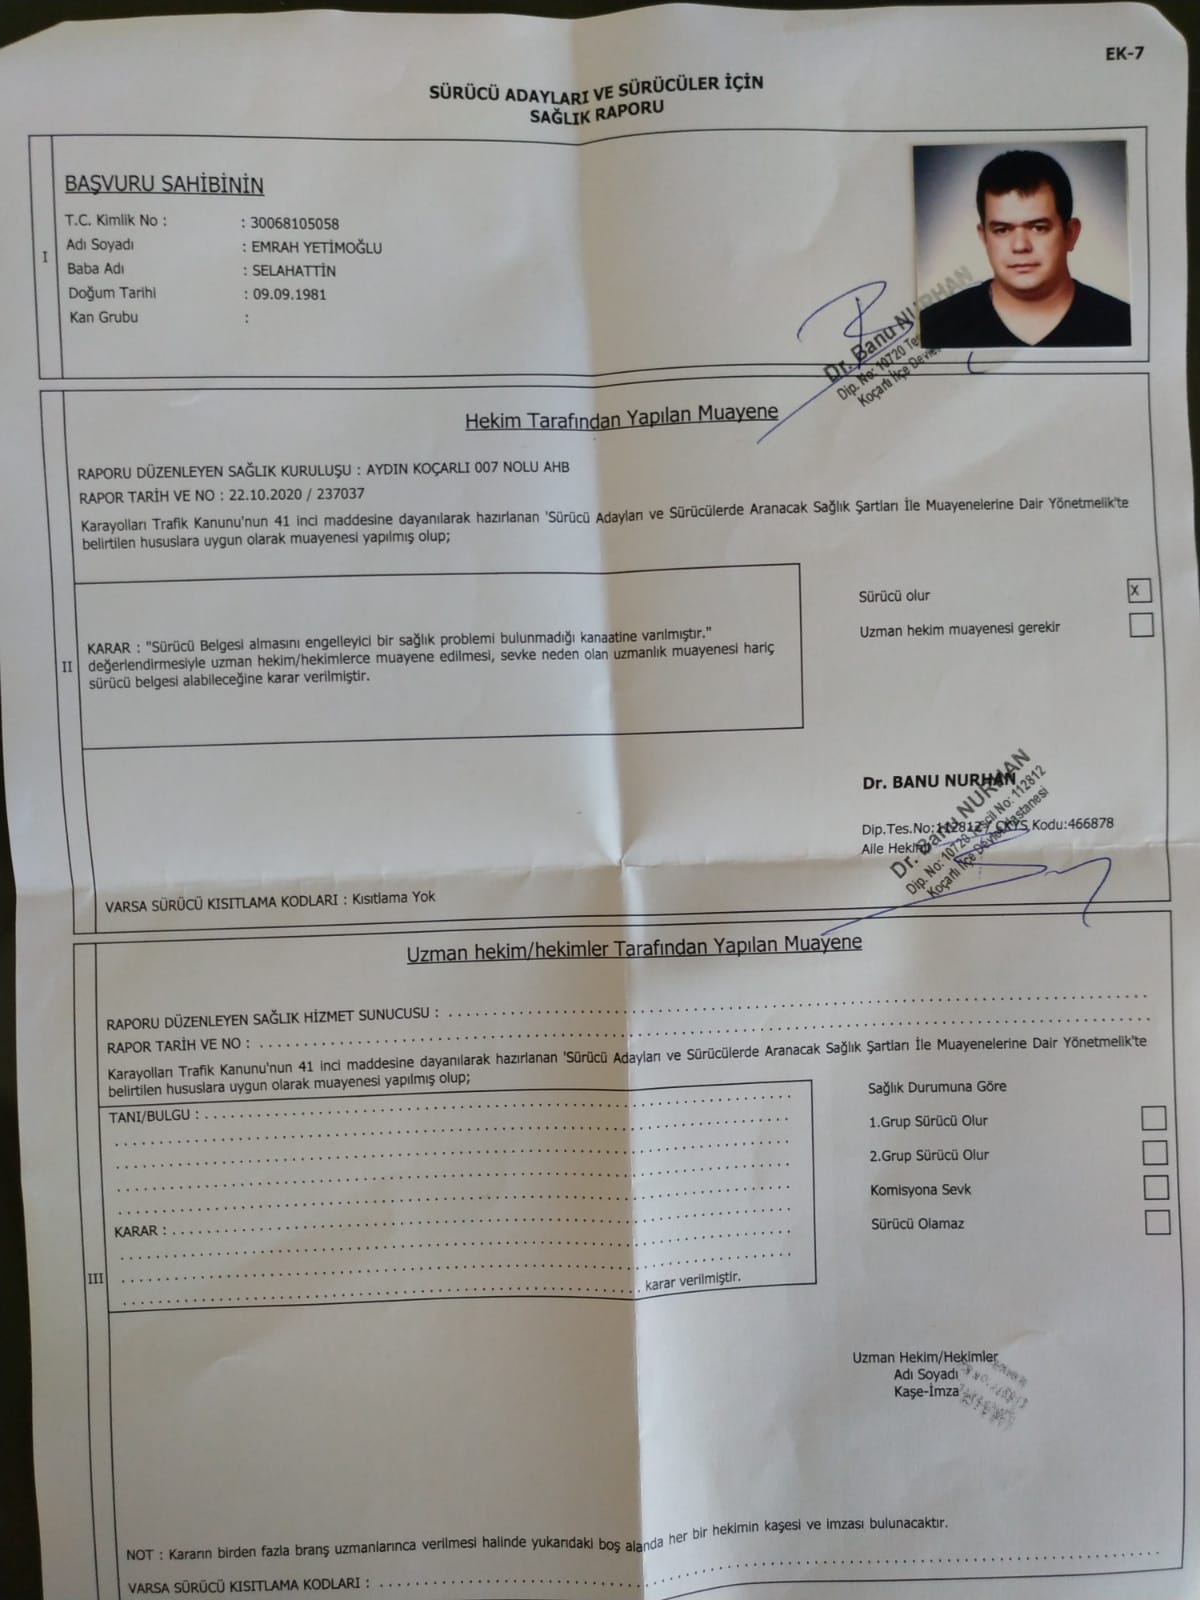 EK-7
SÜRÜCÜ ADAYLARI VE SÜRÜCÜLER İÇİN
SAĞLIK RAPORU
I
BAŞVURU SAHİBİNİN
T.C. Kimlik No : : 30068105058
Adı Soyadı : EMRAH YETİMOĞLU
Baba Adı : SELAHATTİN
Doğum Tarihi : 09.09.1981
Kan Grubu :
Dr. Banu NURHAN
Dip. No: 10720 Tes
Koçarlı İlçe Devlet
Hekim Tarafından Yapılan Muayene
RAPORU DÜZENLEYEN SAĞLIK KURULUŞU : AYDIN KOÇARLI 007 NOLU AHB
RAPOR TARİH VE NO : 22.10.2020 / 237037
Karayolları Trafik Kanunu'nun 41 inci maddesine dayanılarak hazırlanan 'Sürücü Adayları ve Sürücülerde Aranacak Sağlık Şartları İle Muayenelerine Dair Yönetmelik'te
belirtilen hususlara uygun olarak muayenesi yapılmış olup;
Sürücü olur X
Uzman hekim muayenesi gerekir
II
KARAR : "Sürücü Belgesi almasını engelleyici bir sağlık problemi bulunmadığı kanaatine varılmıştır."
değerlendirmesiyle uzman hekim/hekimlerce muayene edilmesi, sevke neden olan uzmanlık muayenesi hariç
sürücü belgesi alabileceğine karar verilmiştir.
Dr. BANU NURHAN
Dip.Tes.No:112812 / ÇKYS Kodu:466878
Aile Hekimi
Dr. Banu NURHAN
Dip. No: 10720 Tescil No: 112812
Koçarlı İlçe Devlet Hastanesi
VARSA SÜRÜCÜ KISITLAMA KODLARI : Kısıtlama Yok
Uzman hekim/hekimler Tarafından Yapılan Muayene
RAPORU DÜZENLEYEN SAĞLIK HİZMET SUNUCUSU :
RAPOR TARİH VE NO :
Karayolları Trafik Kanunu'nun 41 inci maddesine dayanılarak hazırlanan 'Sürücü Adayları ve Sürücülerde Aranacak Sağlık Şartları İle Muayenelerine Dair Yönetmelik'te
belirtilen hususlara uygun olarak muayenesi yapılmış olup;
TANI/BULGU :
KARAR :
karar verilmiştir.
III
Sağlık Durumuna Göre
1.Grup Sürücü Olur
2.Grup Sürücü Olur
Komisyona Sevk
Sürücü Olamaz
Uzman Hekim/Hekimler
Adı Soyadı
Kaşe-İmza
NOT : Kararın birden fazla branş uzmanlarınca verilmesi halinde yukarıdaki boş alanda her bir hekimin kaşesi ve imzası bulunacaktır.
VARSA SÜRÜCÜ KISITLAMA KODLARI :